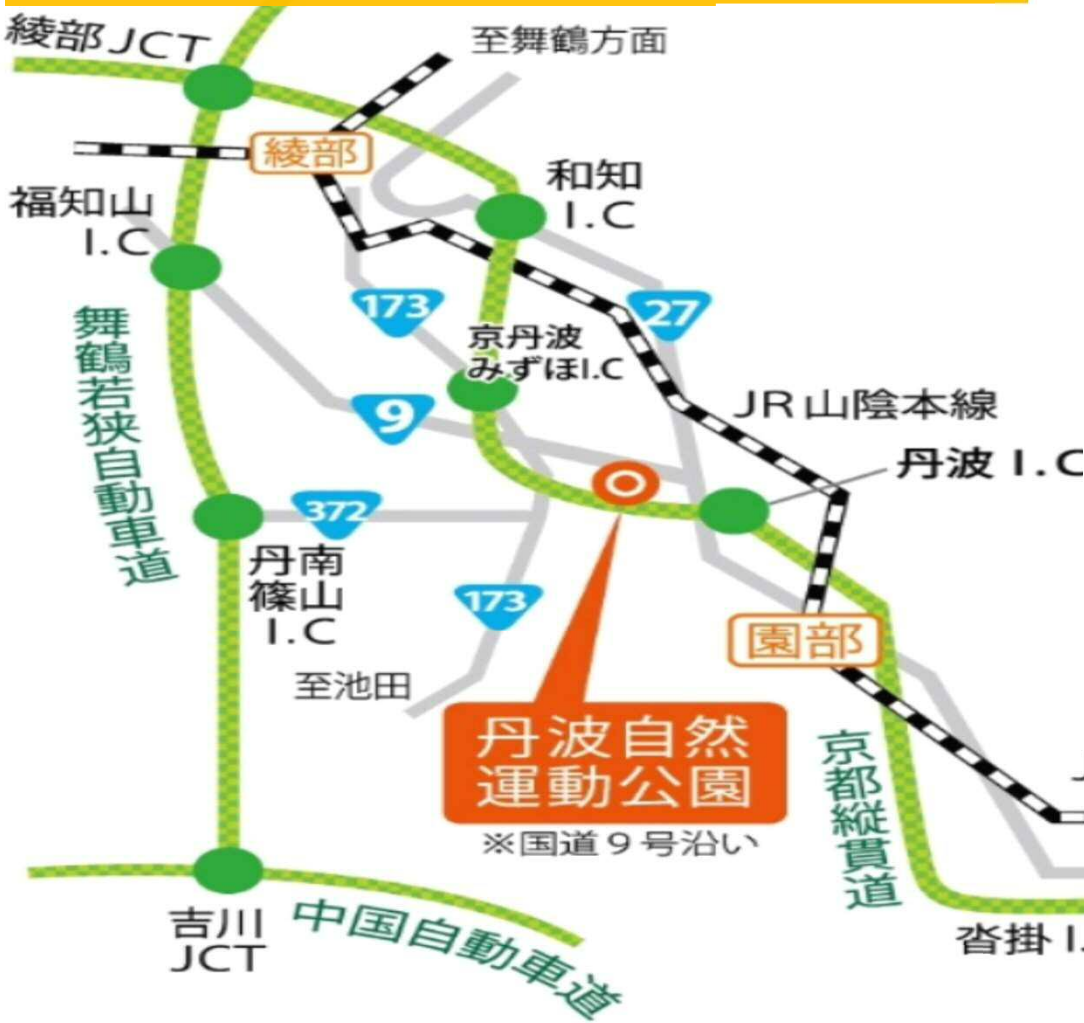 綾部JCT
至舞鶴方面
綾部
和知
I.C
福知山
I.C
173
27
京丹波
みずほI.C
舞鶴若狭自動車道
9
JR山陰本線
丹波 I.C
372
丹南
篠山
I.C
173
園部
至池田
丹波自然
運動公園
※国道9号沿い
京都縦貫道
J
吉川
JCT
中国自動車道
沓掛 I.